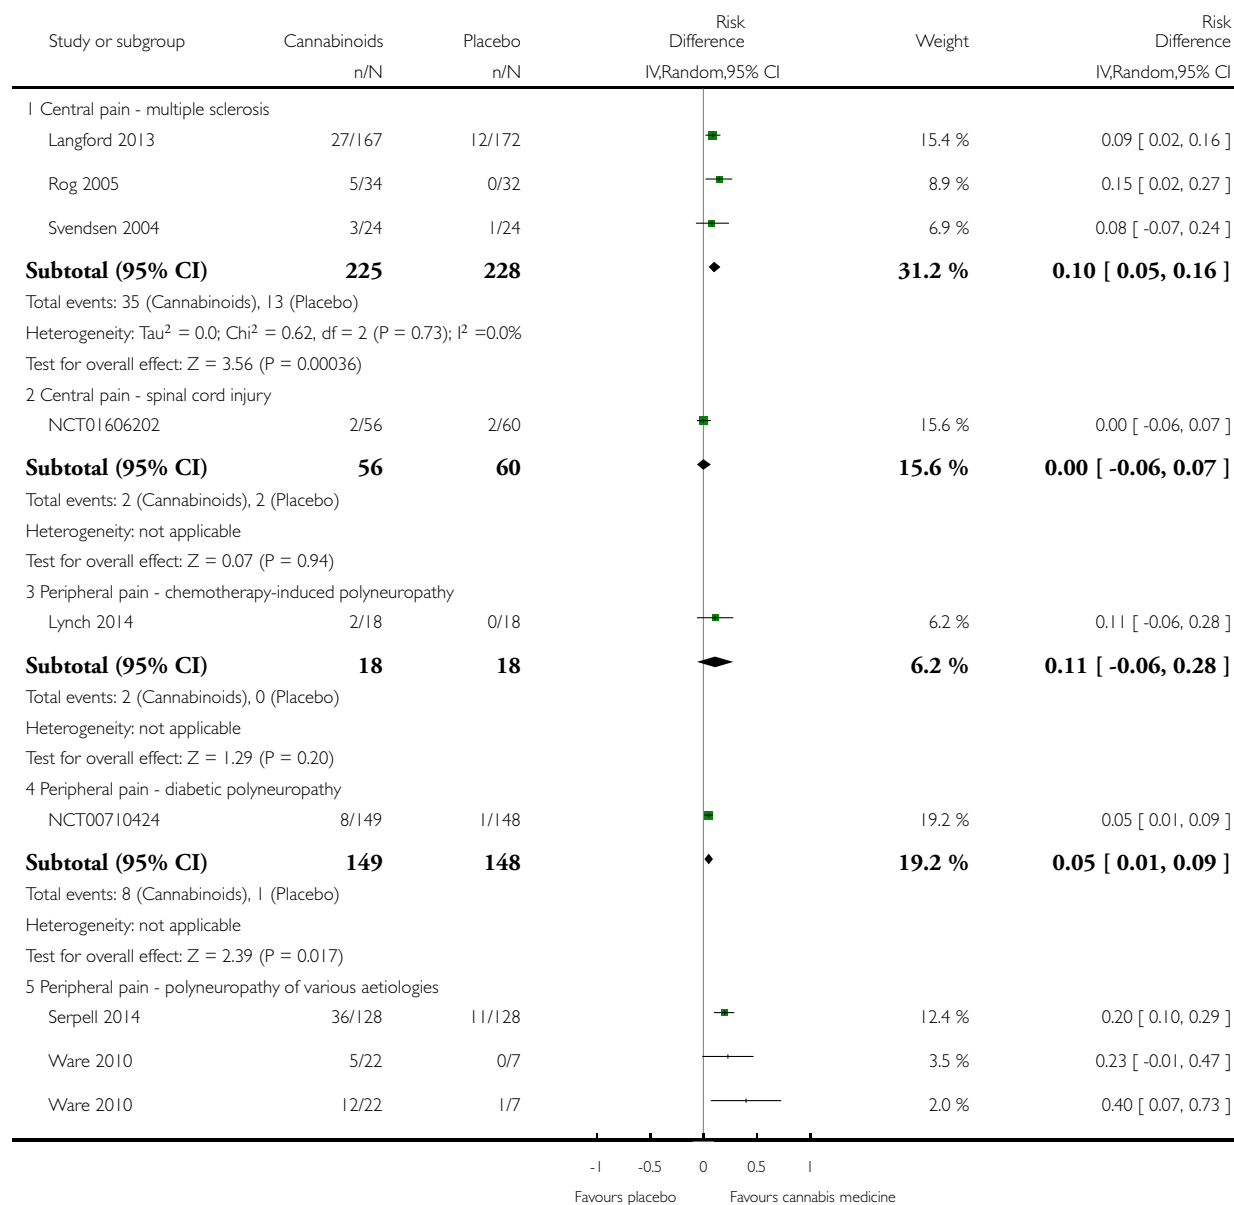 Study or subgroup Cannabinoids Placebo Risk Difference Weight Risk Difference
n/N n/N IV,Random,95% CI IV,Random,95% CI
1 Central pain - multiple sclerosis
Langford 2013 27/167 12/172 15.4 % 0.09 [ 0.02, 0.16 ]
Rog 2005 5/34 0/32 8.9 % 0.15 [ 0.02, 0.27 ]
Svendsen 2004 3/24 1/24 6.9 % 0.08 [ -0.07, 0.24 ]
Subtotal (95% CI) 225 228 31.2 % 0.10 [ 0.05, 0.16 ]
Total events: 35 (Cannabinoids), 13 (Placebo)
Heterogeneity: Tau² = 0.0; Chi² = 0.62, df = 2 (P = 0.73); I² =0.0%
Test for overall effect: Z = 3.56 (P = 0.00036)
2 Central pain - spinal cord injury
NCT01606202 2/56 2/60 15.6 % 0.00 [ -0.06, 0.07 ]
Subtotal (95% CI) 56 60 15.6 % 0.00 [ -0.06, 0.07 ]
Total events: 2 (Cannabinoids), 2 (Placebo)
Heterogeneity: not applicable
Test for overall effect: Z = 0.07 (P = 0.94)
3 Peripheral pain - chemotherapy-induced polyneuropathy
Lynch 2014 2/18 0/18 6.2 % 0.11 [ -0.06, 0.28 ]
Subtotal (95% CI) 18 18 6.2 % 0.11 [ -0.06, 0.28 ]
Total events: 2 (Cannabinoids), 0 (Placebo)
Heterogeneity: not applicable
Test for overall effect: Z = 1.29 (P = 0.20)
4 Peripheral pain - diabetic polyneuropathy
NCT00710424 8/149 1/148 19.2 % 0.05 [ 0.01, 0.09 ]
Subtotal (95% CI) 149 148 19.2 % 0.05 [ 0.01, 0.09 ]
Total events: 8 (Cannabinoids), 1 (Placebo)
Heterogeneity: not applicable
Test for overall effect: Z = 2.39 (P = 0.017)
5 Peripheral pain - polyneuropathy of various aetiologies
Serpell 2014 36/128 11/128 12.4 % 0.20 [ 0.10, 0.29 ]
Ware 2010 5/22 0/7 3.5 % 0.23 [ -0.01, 0.47 ]
Ware 2010 12/22 1/7 2.0 % 0.40 [ 0.07, 0.73 ]
-1 -0.5 0 0.5 1
Favours placebo Favours cannabis medicine